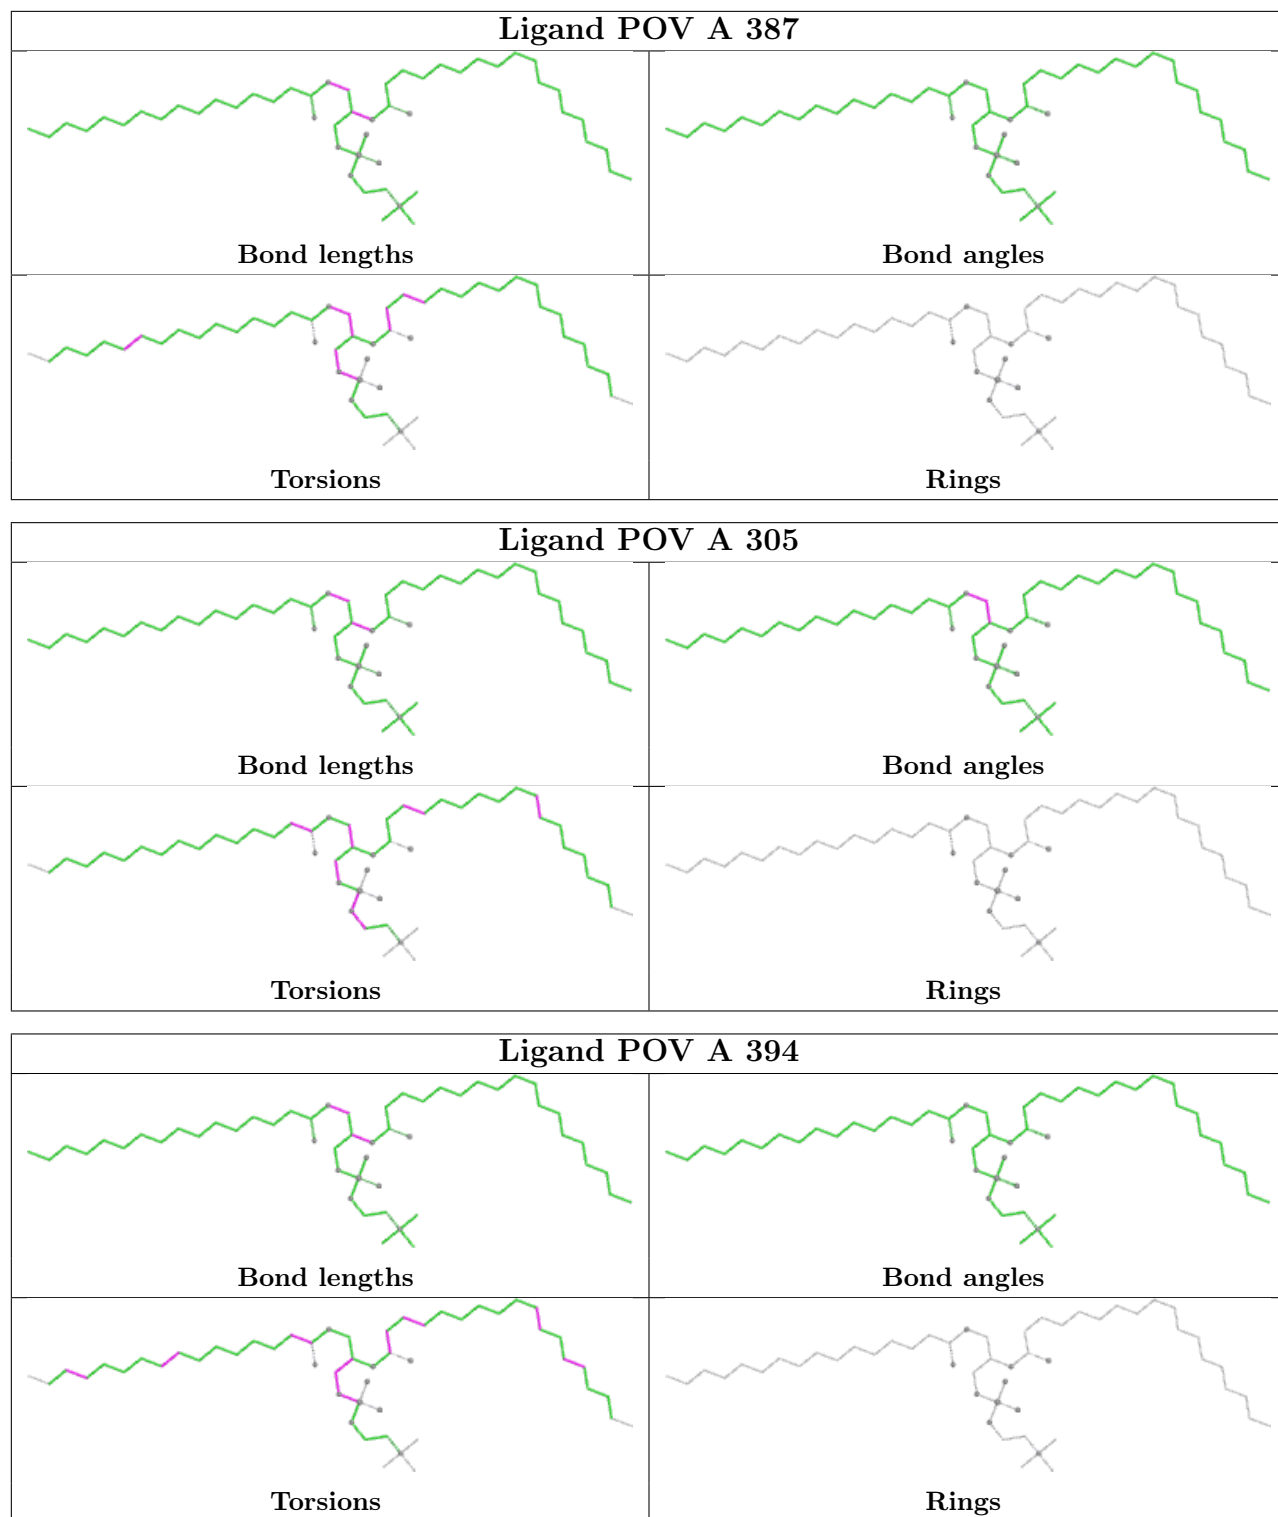 Ligand POV A 387
Bond lengths
Bond angles
Torsions
Rings
Ligand POV A 305
Bond lengths
Bond angles
Torsions
Rings
Ligand POV A 394
Bond lengths
Bond angles
Torsions
Rings